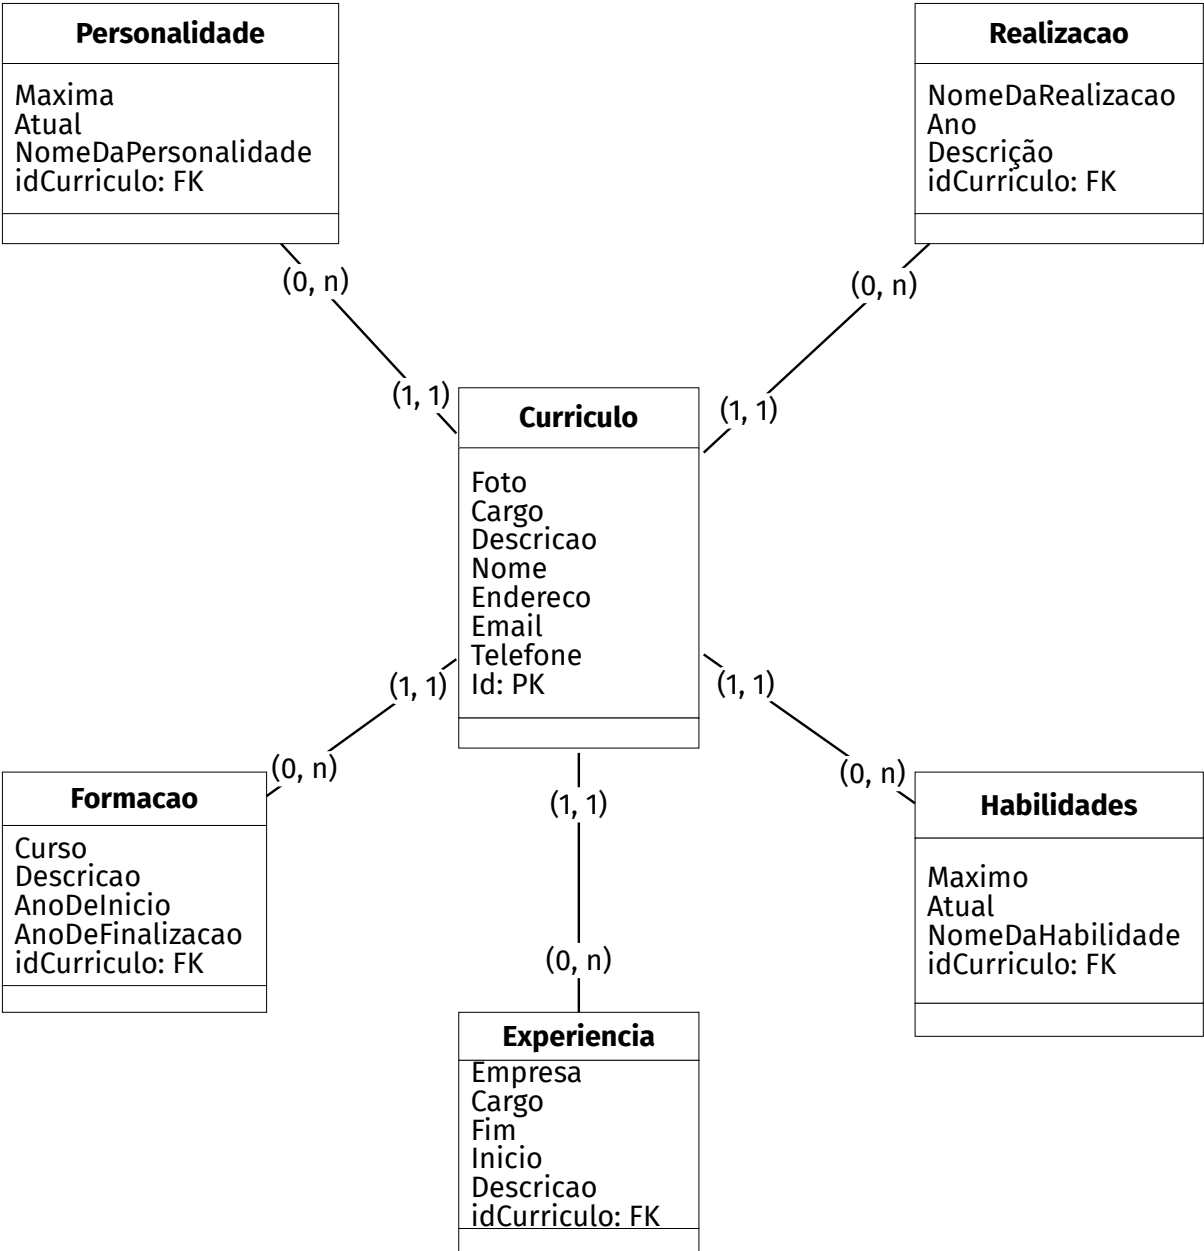 Personalidade
Maxima
Atual
NomeDaPersonalidade
idCurriculo: FK
Realizacao
NomeDaRealizacao
Ano
Descrição
idCurriculo: FK
(0, n)
(0, n)
(1, 1)
(1, 1)
Curriculo
Foto
Cargo
Descricao
Nome
Endereco
Email
Telefone
Id: PK
(1, 1)
(1, 1)
(0, n)
(0, n)
(1, 1)
(0, n)
Formacao
Curso
Descricao
AnoDeInicio
AnoDeFinalizacao
idCurriculo: FK
Habilidades
Maximo
Atual
NomeDaHabilidade
idCurriculo: FK
Experiencia
Empresa
Cargo
Fim
Inicio
Descricao
idCurriculo: FK